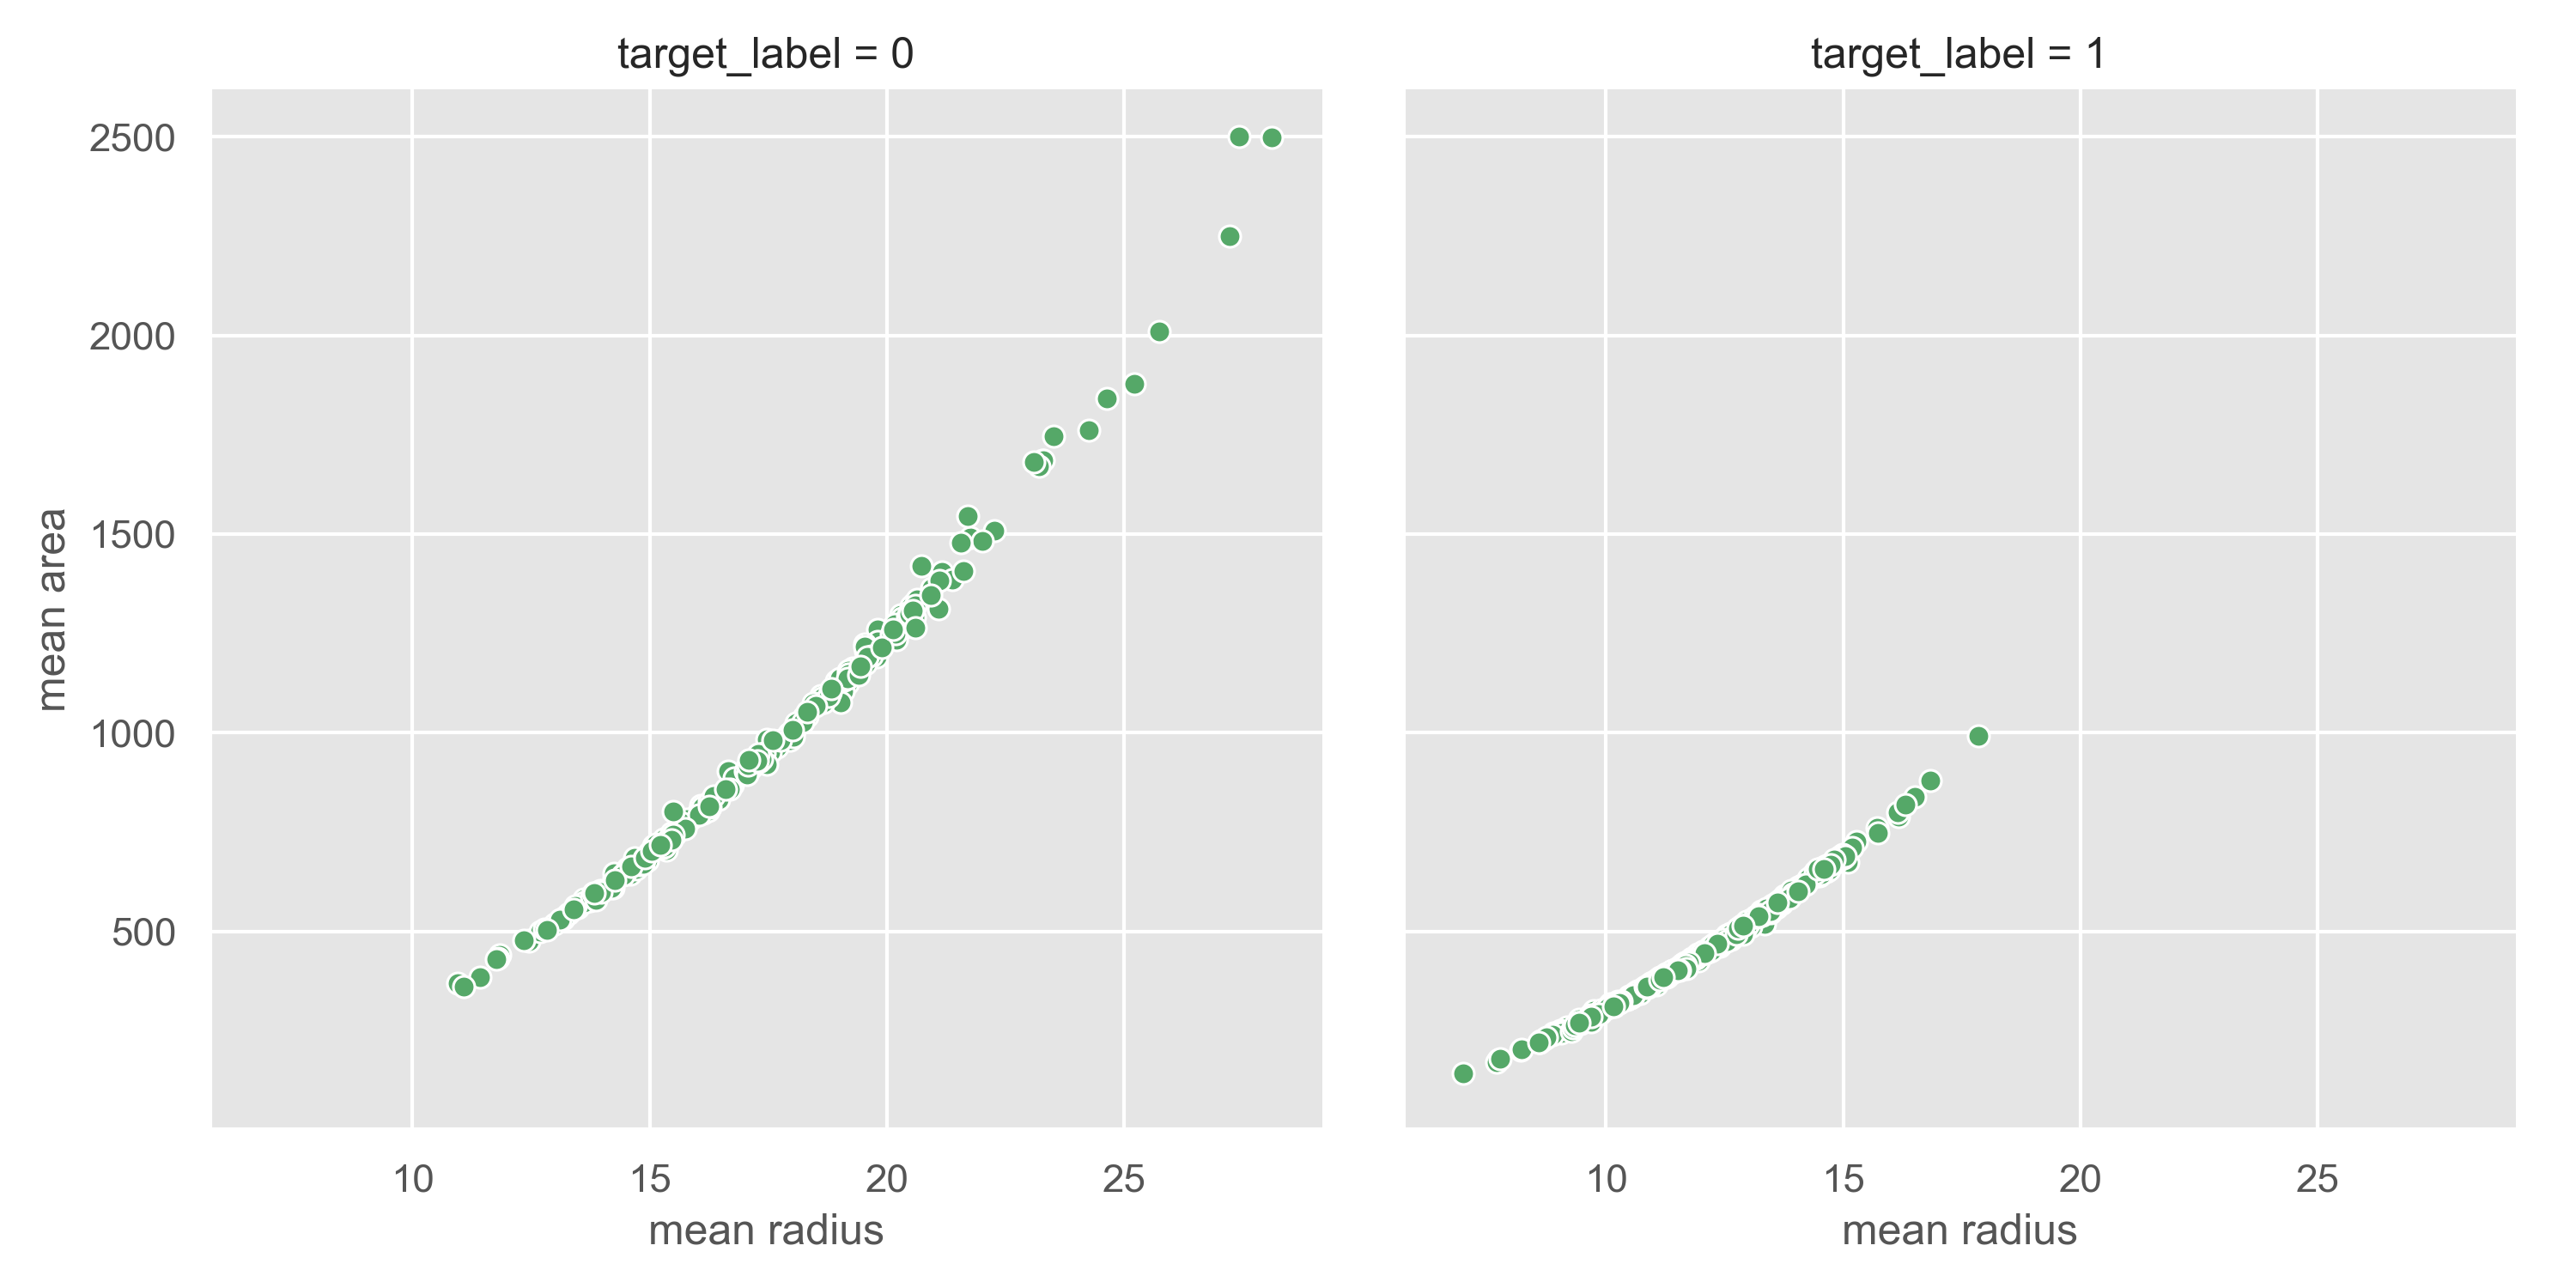 target_label = 0
target_label = 1
2500
2000
1500
1000
500
mean area
10 15 20 25
10 15 20 25
mean radius
mean radius